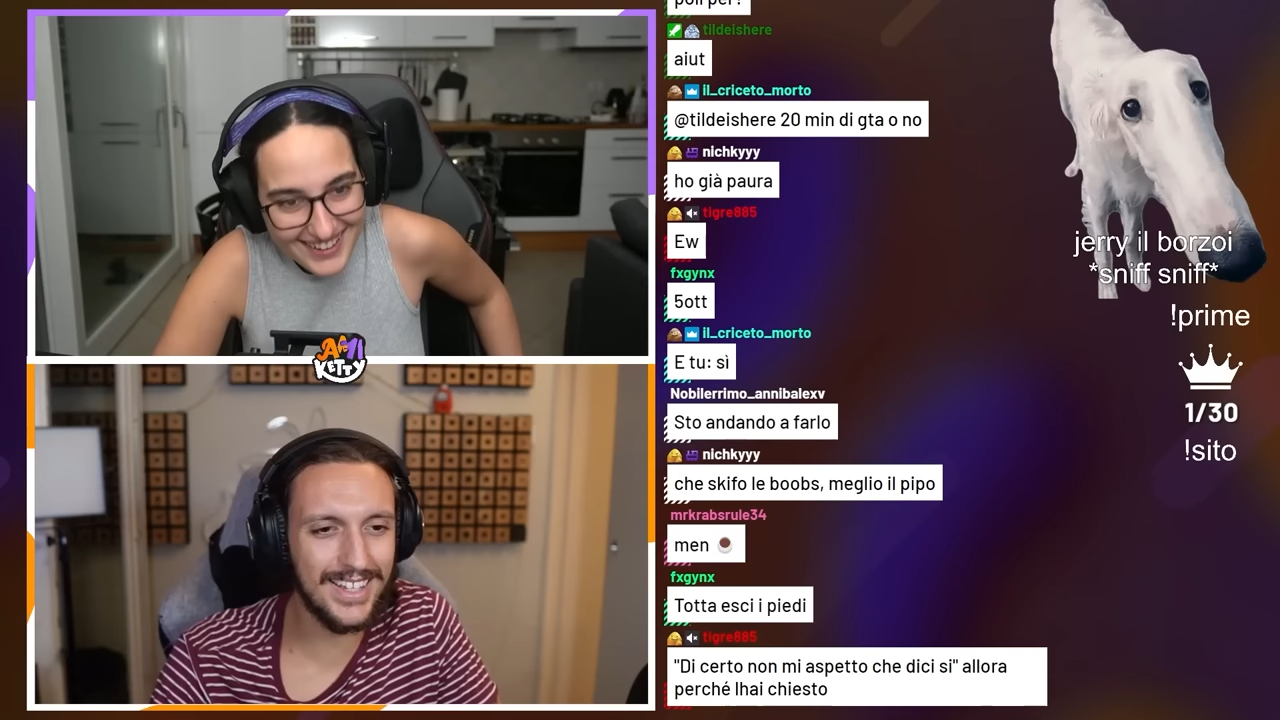 tildeishere
aiut
il_criceto_morto
@tildeishere 20 min di gta o no
nichkyyy
ho già paura
tigre885
Ew
fxgynx
5ott
il_criceto_morto
E tu: sì
Nobilerrimo_annibalexv
Sto andando a farlo
nichkyyy
che skifo le boobs, meglio il pipo
mrkrabsrule34
men ☕
fxgynx
Totta esci i piedi
tigre885
"Di certo non mi aspetto che dici si" allora
perché lhai chiesto
AMI
KETTY
jerry il borzoi
*sniff sniff*
!prime
1/30
!sito